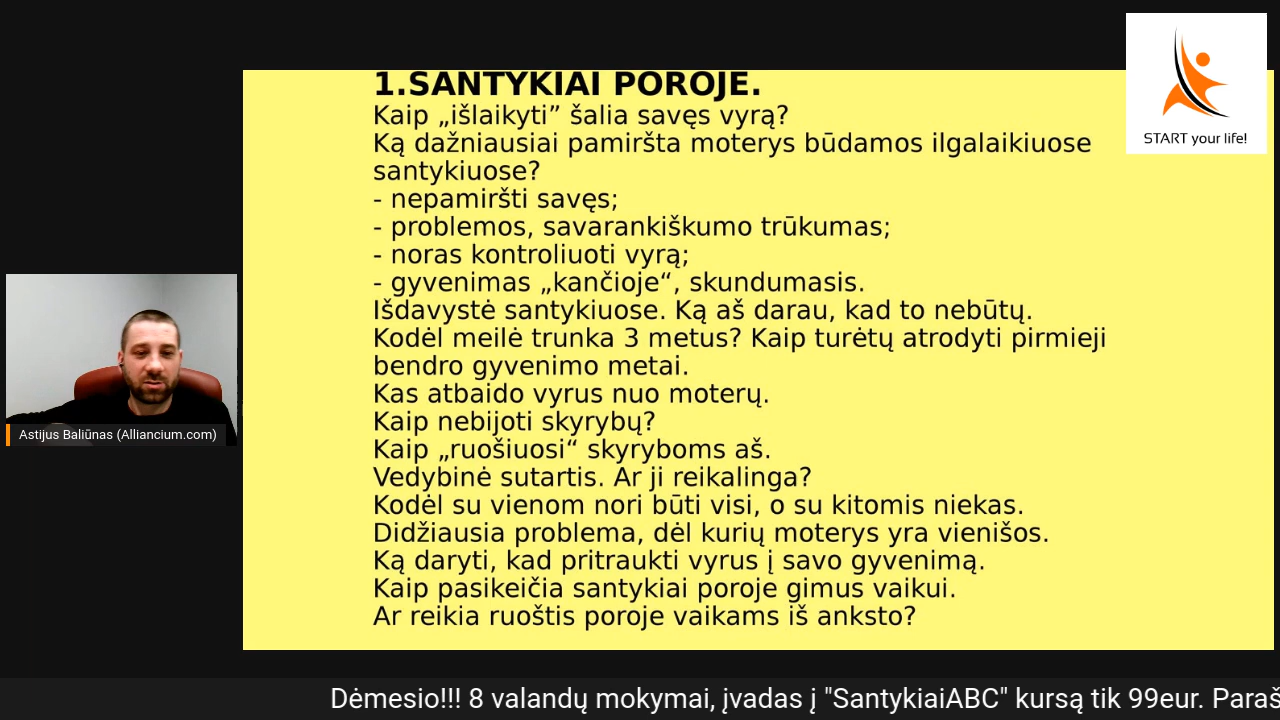 1.SANTYKIAI POROJE.
Kaip „išlaikyti” šalia savęs vyrą?
Ką dažniausiai pamiršta moterys būdamos ilgalaikiuose
santykiuose?
- nepamiršti savęs;
- problemos, savarankiškumo trūkumas;
- noras kontroliuoti vyrą;
- gyvenimas „kančioje“, skundumasis.
Išdavystė santykiuose. Ką aš darau, kad to nebūtų.
Kodėl meilė trunka 3 metus? Kaip turėtų atrodyti pirmieji
bendro gyvenimo metai.
Kas atbaido vyrus nuo moterų.
Kaip nebijoti skyrybų?
Kaip „ruošiuosi“ skyryboms aš.
Vedybinė sutartis. Ar ji reikalinga?
Kodėl su vienom nori būti visi, o su kitomis niekas.
Didžiausia problema, dėl kurių moterys yra vienišos.
Ką daryti, kad pritraukti vyrus į savo gyvenimą.
Kaip pasikeičia santykiai poroje gimus vaikui.
Ar reikia ruoštis poroje vaikams iš anksto?
START your life!
Astijus Baliūnas (Alliancium.com)
Dėmesio!!! 8 valandų mokymai, įvadas į "SantykiaiABC" kursą tik 99eur. Paraš